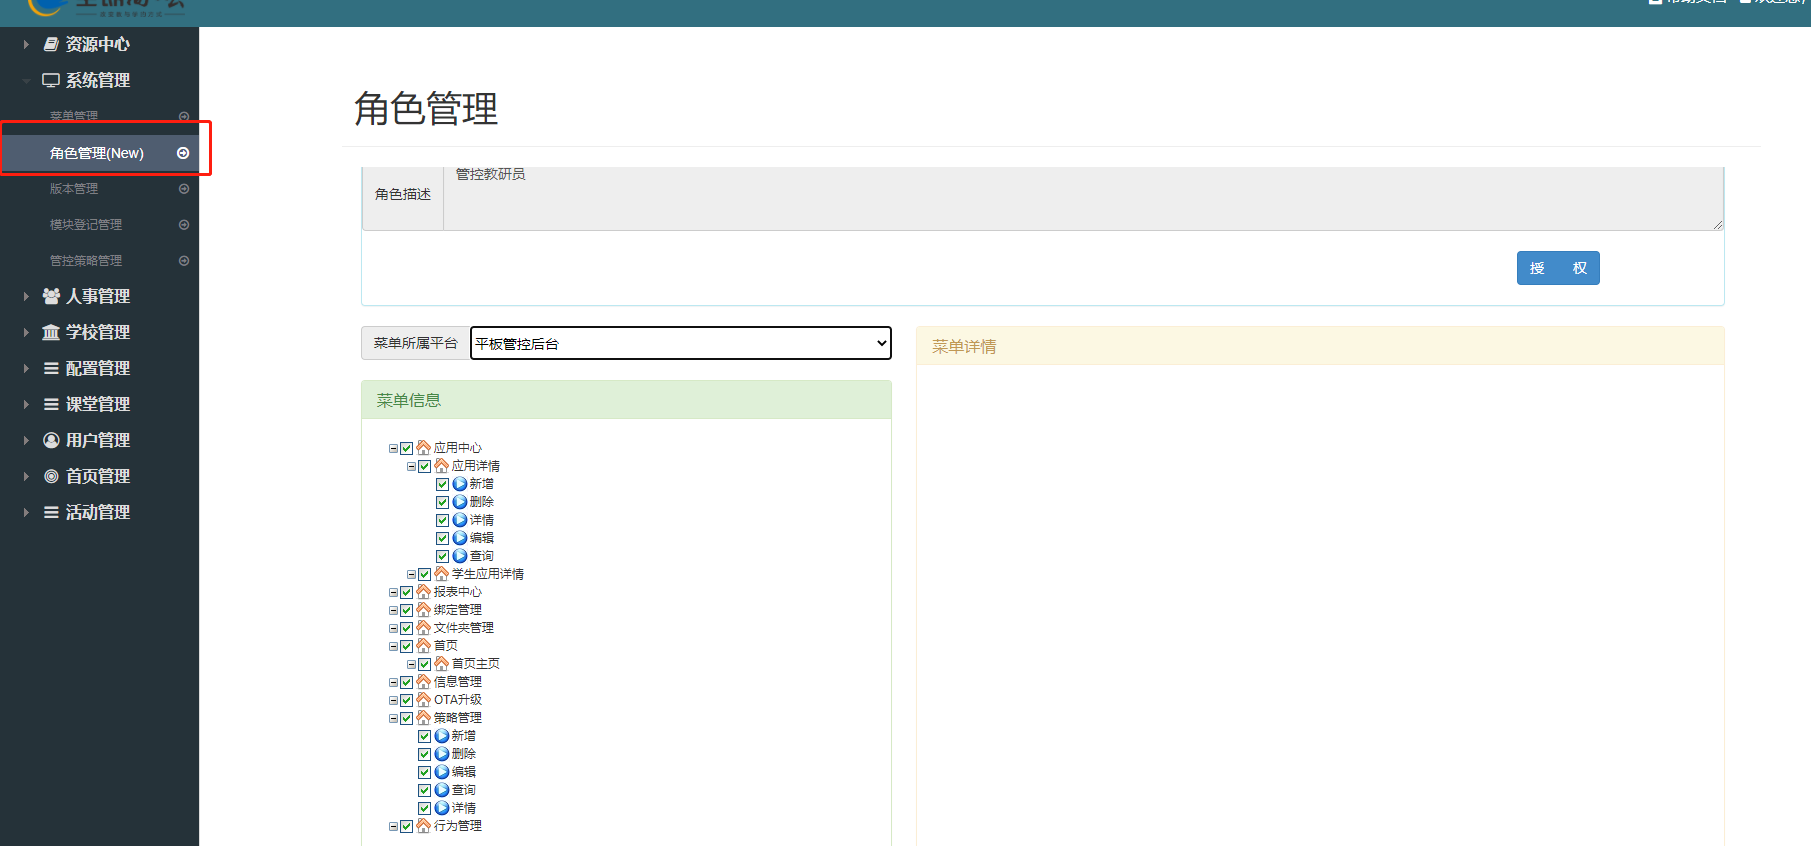 资源中心
系统管理
菜单管理
角色管理(New)
版本管理
模块登记管理
管控策略管理
人事管理
学校管理
配置管理
课堂管理
用户管理
首页管理
活动管理
角色管理
角色描述
管控教研员
授 权
菜单所属平台
平板管控后台
菜单信息
应用中心
应用详情
新增
删除
详情
编辑
查询
学生应用详情
报表中心
绑定管理
文件夹管理
首页
首页主页
信息管理
OTA升级
策略管理
新增
删除
编辑
查询
详情
行为管理
菜单详情